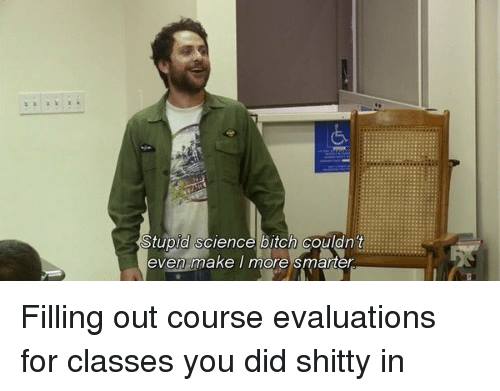 Stupid science bitch couldn't
even make I more smarter.
Filling out course evaluations
for classes you did shitty in